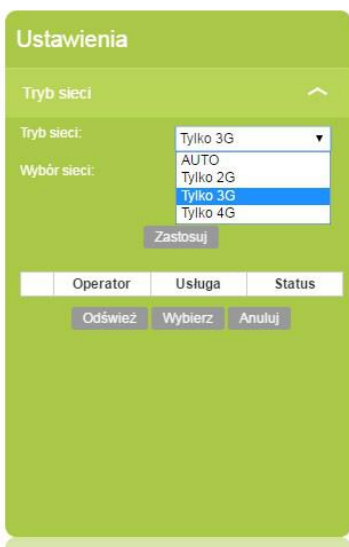 Ustawienia
Tryb sieci
Tryb sieci: Tylko 3G
AUTO
Wybór sieci: Tylko 2G
Tylko 3G
Tylko 4G
Zastosuj
Operator Usługa Status
Odśwież Wybierz Anuluj